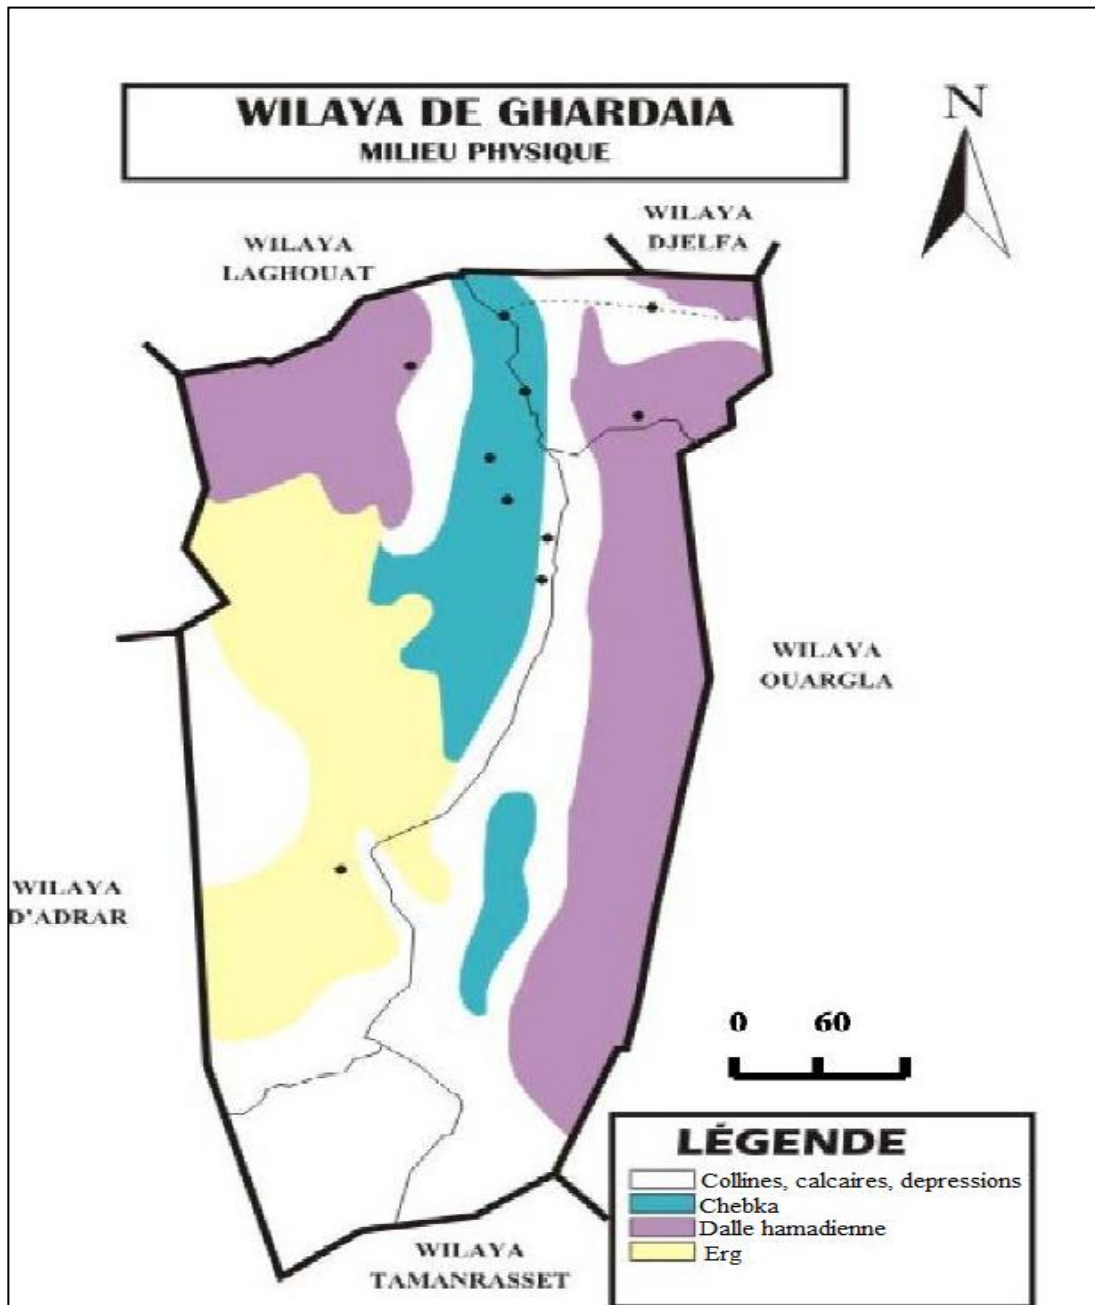 WILAYA DE GHARDAIA
MILIEU PHYSIQUE
N
WILAYA
DJELFA
WILAYA
LAGHOUAT
WILAYA
OUARGLA
WILAYA
D'ADRAR
0 60
LÉGENDE
Collines, calcaires, depressions
Chebka
Dalle hamadienne
Erg
WILAYA
TAMANRASSET